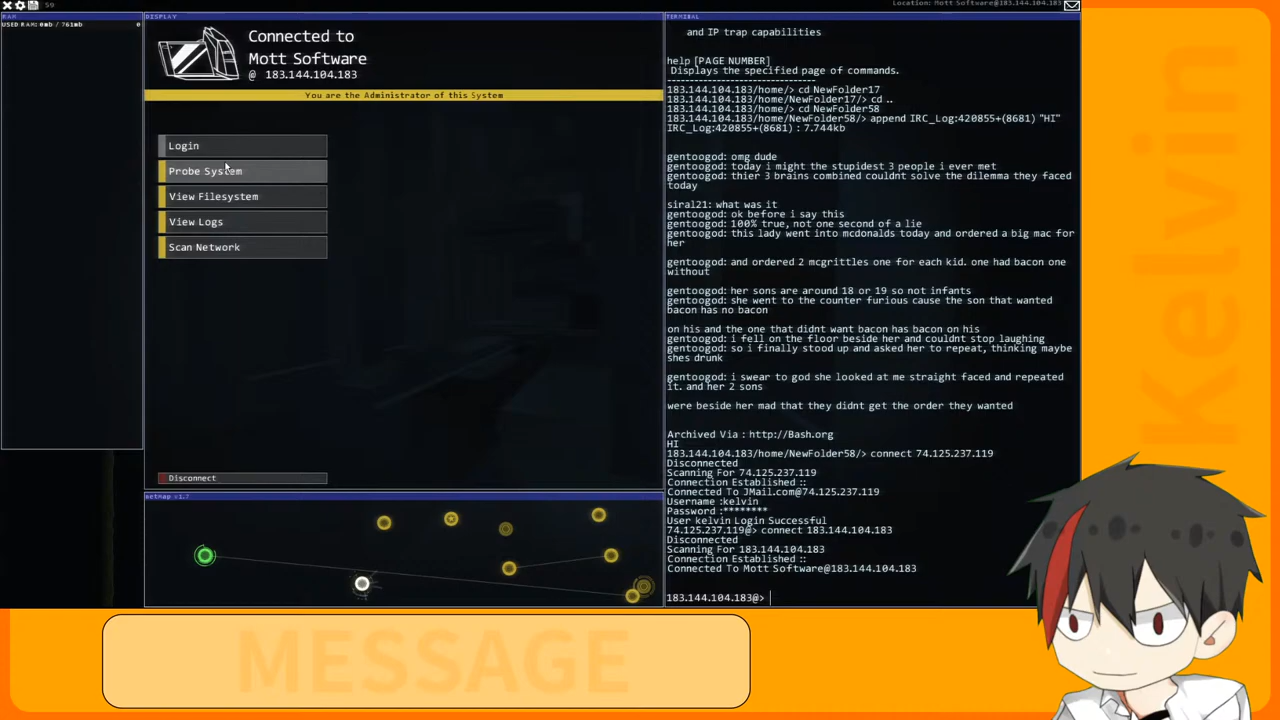 59
Location: Mott Software@183.144.104.183
RAM
USED RAM: 0mb / 761mb
0
DISPLAY
Connected to
Mott Software
@ 183.144.104.183
You are the Administrator of this System
Login
Probe System
View Filesystem
View Logs
Scan Network
Disconnect
netmap v1.7
TERMINAL
and IP trap capabilities
help [PAGE NUMBER]
Displays the specified page of commands.
--------------------------------
183.144.104.183/home/> cd NewFolder17
183.144.104.183/home/NewFolder17/> cd ..
183.144.104.183/home/> cd NewFolder58
183.144.104.183/home/NewFolder58/> append IRC_Log:420855+(8681) "HI"
IRC_Log:420855+(8681) : 7.744kb
gentoogod: omg dude
gentoogod: today i might the stupidest 3 people i ever met
gentoogod: thier 3 brains combined couldnt solve the dilemma they faced
today
siral21: what was it
gentoogod: ok before i say this
gentoogod: 100% true, not one second of a lie
gentoogod: this lady went into mcdonalds today and ordered a big mac for
her
gentoogod: and ordered 2 mcgrittles one for each kid. one had bacon one
without
gentoogod: her sons are around 18 or 19 so not infants
gentoogod: she went to the counter furious cause the son that wanted
bacon has no bacon
on his and the one that didnt want bacon has bacon on his
gentoogod: i fell on the floor beside her and couldnt stop laughing
gentoogod: so i finally stood up and asked her to repeat, thinking maybe
shes drunk
gentoogod: i swear to god she looked at me straight faced and repeated
it. and her 2 sons
were beside her mad that they didnt get the order they wanted
Archived Via : http://Bash.org
HI
183.144.104.183/home/NewFolder58/> connect 74.125.237.119
Disconnected
Scanning For 74.125.237.119
Connection Established ::
Connected To JMail.com@74.125.237.119
Username :kelvin
Password :********
User kelvin Login Successful
74.125.237.119@> connect 183.144.104.183
Disconnected
Scanning For 183.144.104.183
Connection Established ::
Connected To Mott Software@183.144.104.183
183.144.104.183@>
Kelvin
MESSAGE